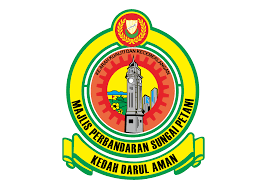 MAJLIS PERBANDARAN SUNGAI PETANI
KEDAH DARUL AMAN